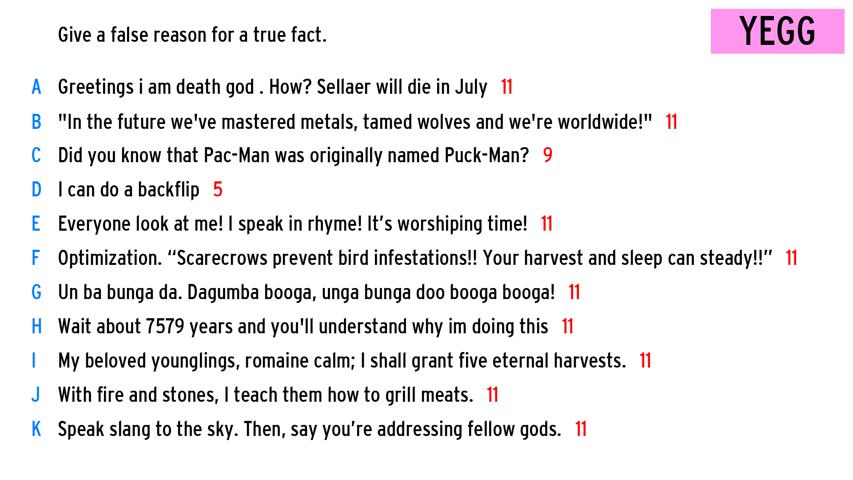 Give a false reason for a true fact.
YEGG
A Greetings i am death god . How? Sellaer will die in July 11
B "In the future we've mastered metals, tamed wolves and we're worldwide!" 11
C Did you know that Pac-Man was originally named Puck-Man? 9
D I can do a backflip 5
E Everyone look at me! I speak in rhyme! It’s worshiping time! 11
F Optimization. “Scarecrows prevent bird infestations!! Your harvest and sleep can steady!!” 11
G Un ba bunga da. Dagumba booga, unga bunga doo booga booga! 11
H Wait about 7579 years and you'll understand why im doing this 11
I My beloved younglings, romaine calm; I shall grant five eternal harvests. 11
J With fire and stones, I teach them how to grill meats. 11
K Speak slang to the sky. Then, say you’re addressing fellow gods. 11